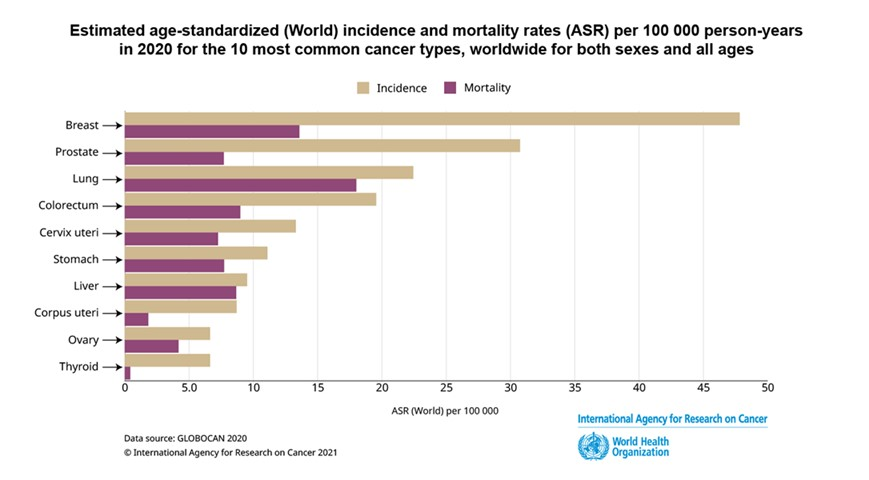 Estimated age-standardized (World) incidence and mortality rates (ASR) per 100 000 person-years
in 2020 for the 10 most common cancer types, worldwide for both sexes and all ages
Incidence Mortality
Breast
Prostate
Lung
Colorectum
Cervix uteri
Stomach
Liver
Corpus uteri
Ovary
Thyroid
0 5.0 10 15 20 25 30 35 40 45 50
ASR (World) per 100 000
Data source: GLOBOCAN 2020
© International Agency for Research on Cancer 2021
International Agency for Research on Cancer
World Health
Organization